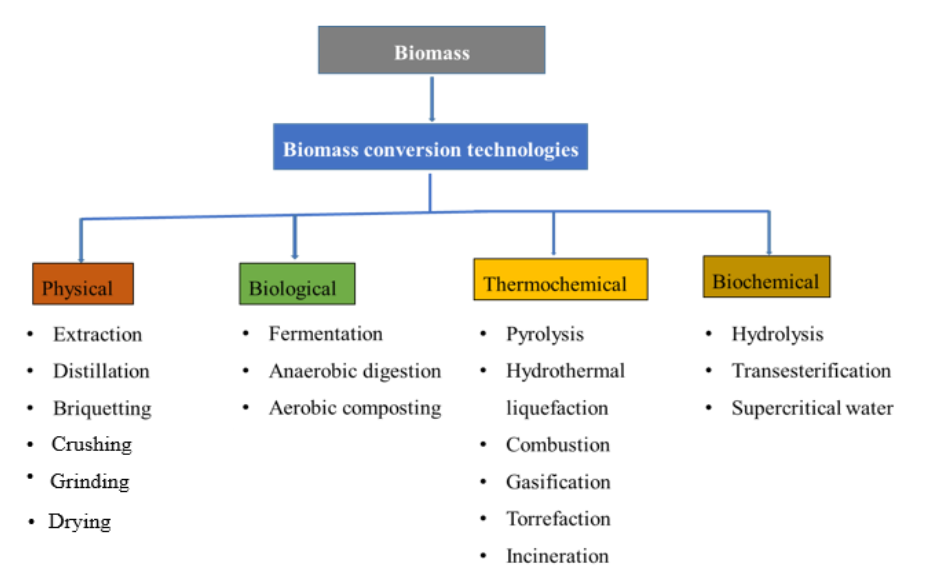 Biomass
Biomass conversion technologies
Physical
• Extraction
• Distillation
• Briquetting
• Crushing
• Grinding
• Drying
Biological
• Fermentation
• Anaerobic digestion
• Aerobic composting
Thermochemical
• Pyrolysis
• Hydrothermal
liquefaction
• Combustion
• Gasification
• Torrefaction
• Incineration
Biochemical
• Hydrolysis
• Transesterification
• Supercritical water